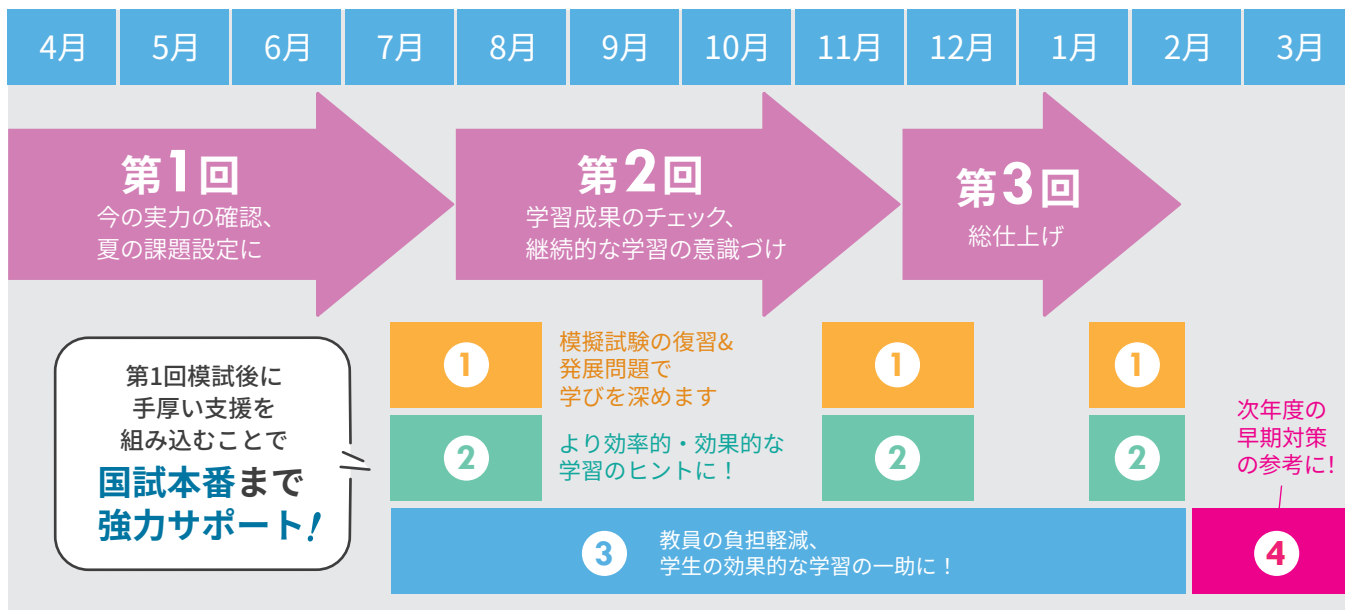 4月 5月 6月 7月 8月 9月 10月 11月 12月 1月 2月 3月
第1回
今の実力の確認、
夏の課題設定に
第2回
学習成果のチェック、
継続的な学習の意識づけ
第3回
総仕上げ
第1回模試後に
手厚い支援を
組み込むことで
国試本番まで
強力サポート!
1
模擬試験の復習&
発展問題で
学びを深めます
1
1
2
より効率的・効果的な
学習のヒントに！
2
2
3
教員の負担軽減、
学生の効果的な学習の一助に！
次年度の
早期対策
の参考に!
4